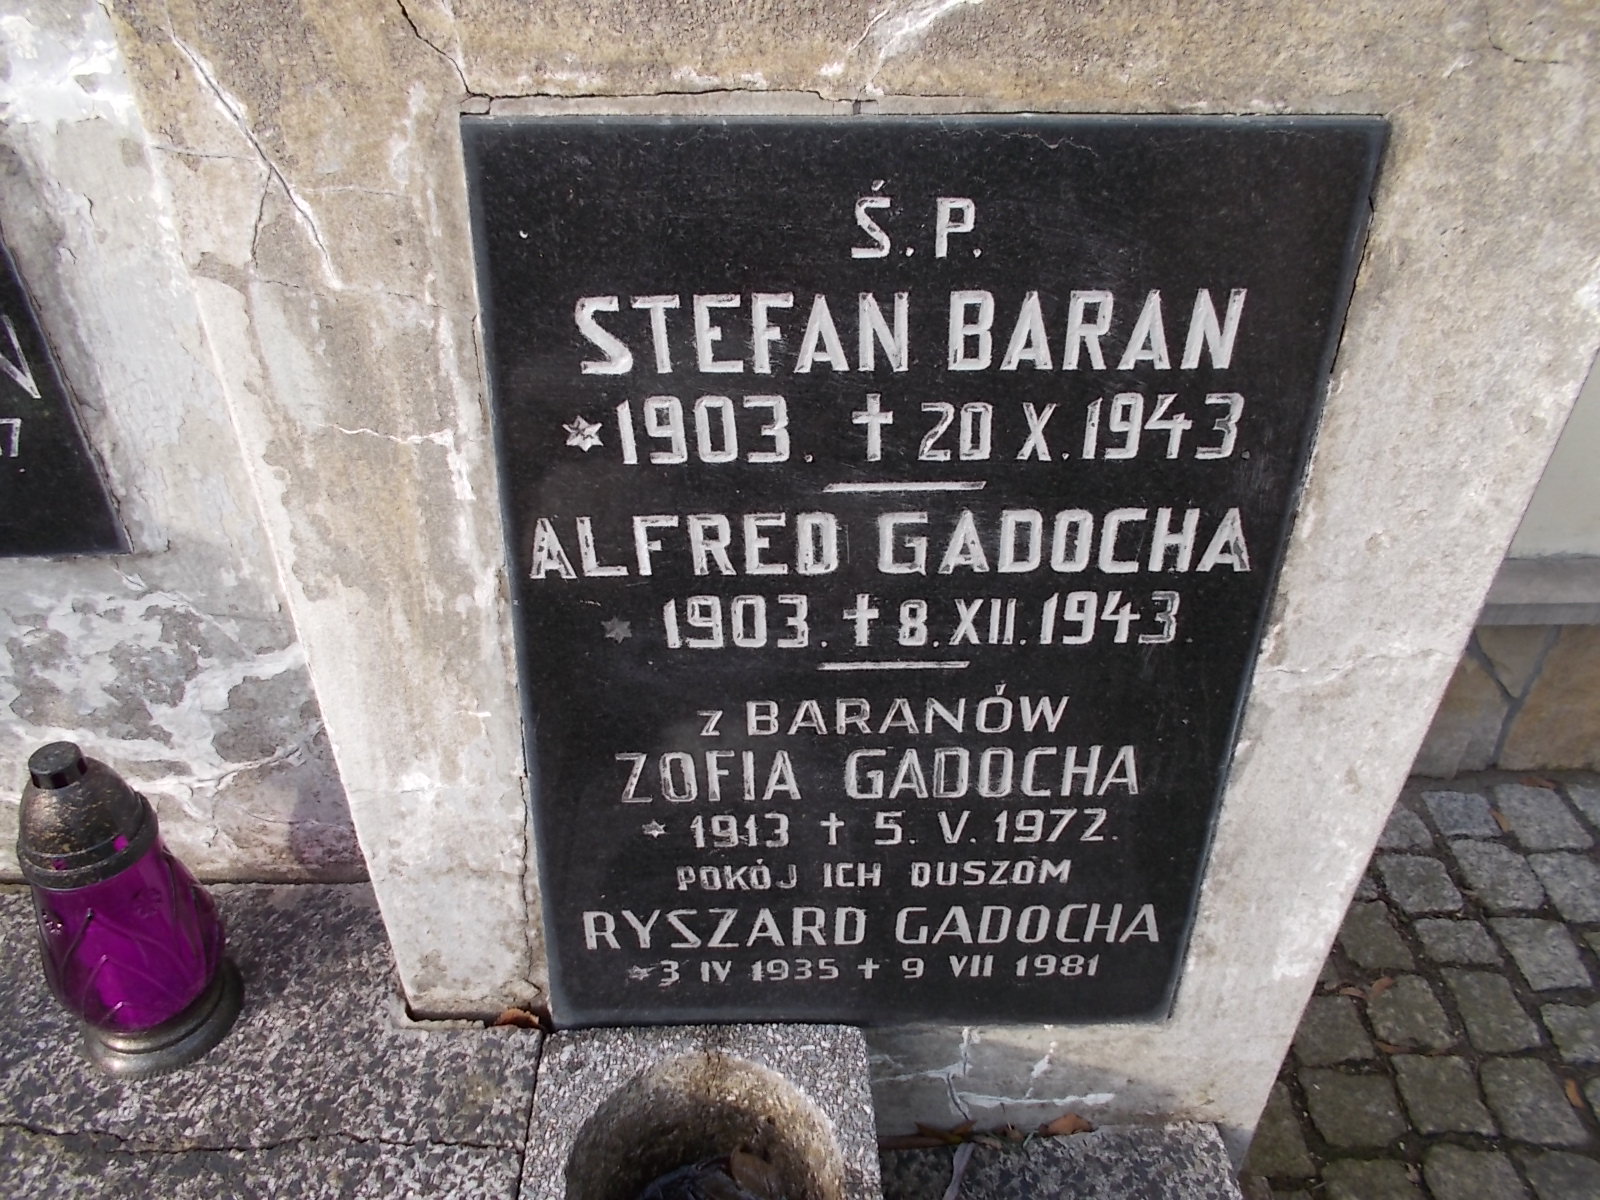 Ś.P.
STEFAN BARAN
* 1903. † 20 X. 1943.
ALFRED GADOCHA
* 1903. † 8. XII. 1943.
Z BARANÓW
ZOFIA GADOCHA
* 1913 † 5. V. 1972.
POKÓJ ICH DUSZOM
RYSZARD GADOCHA
* 3 IV 1935 † 9 VII 1981